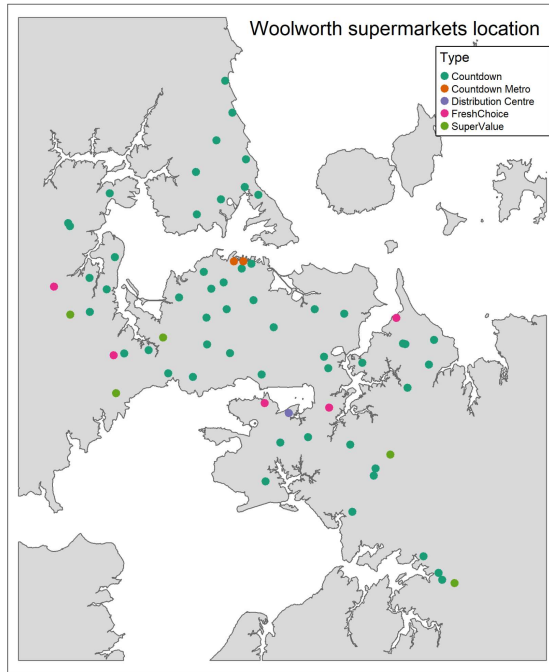 Woolworth supermarkets location
Type
Countdown
Countdown Metro
Distribution Centre
FreshChoice
SuperValue